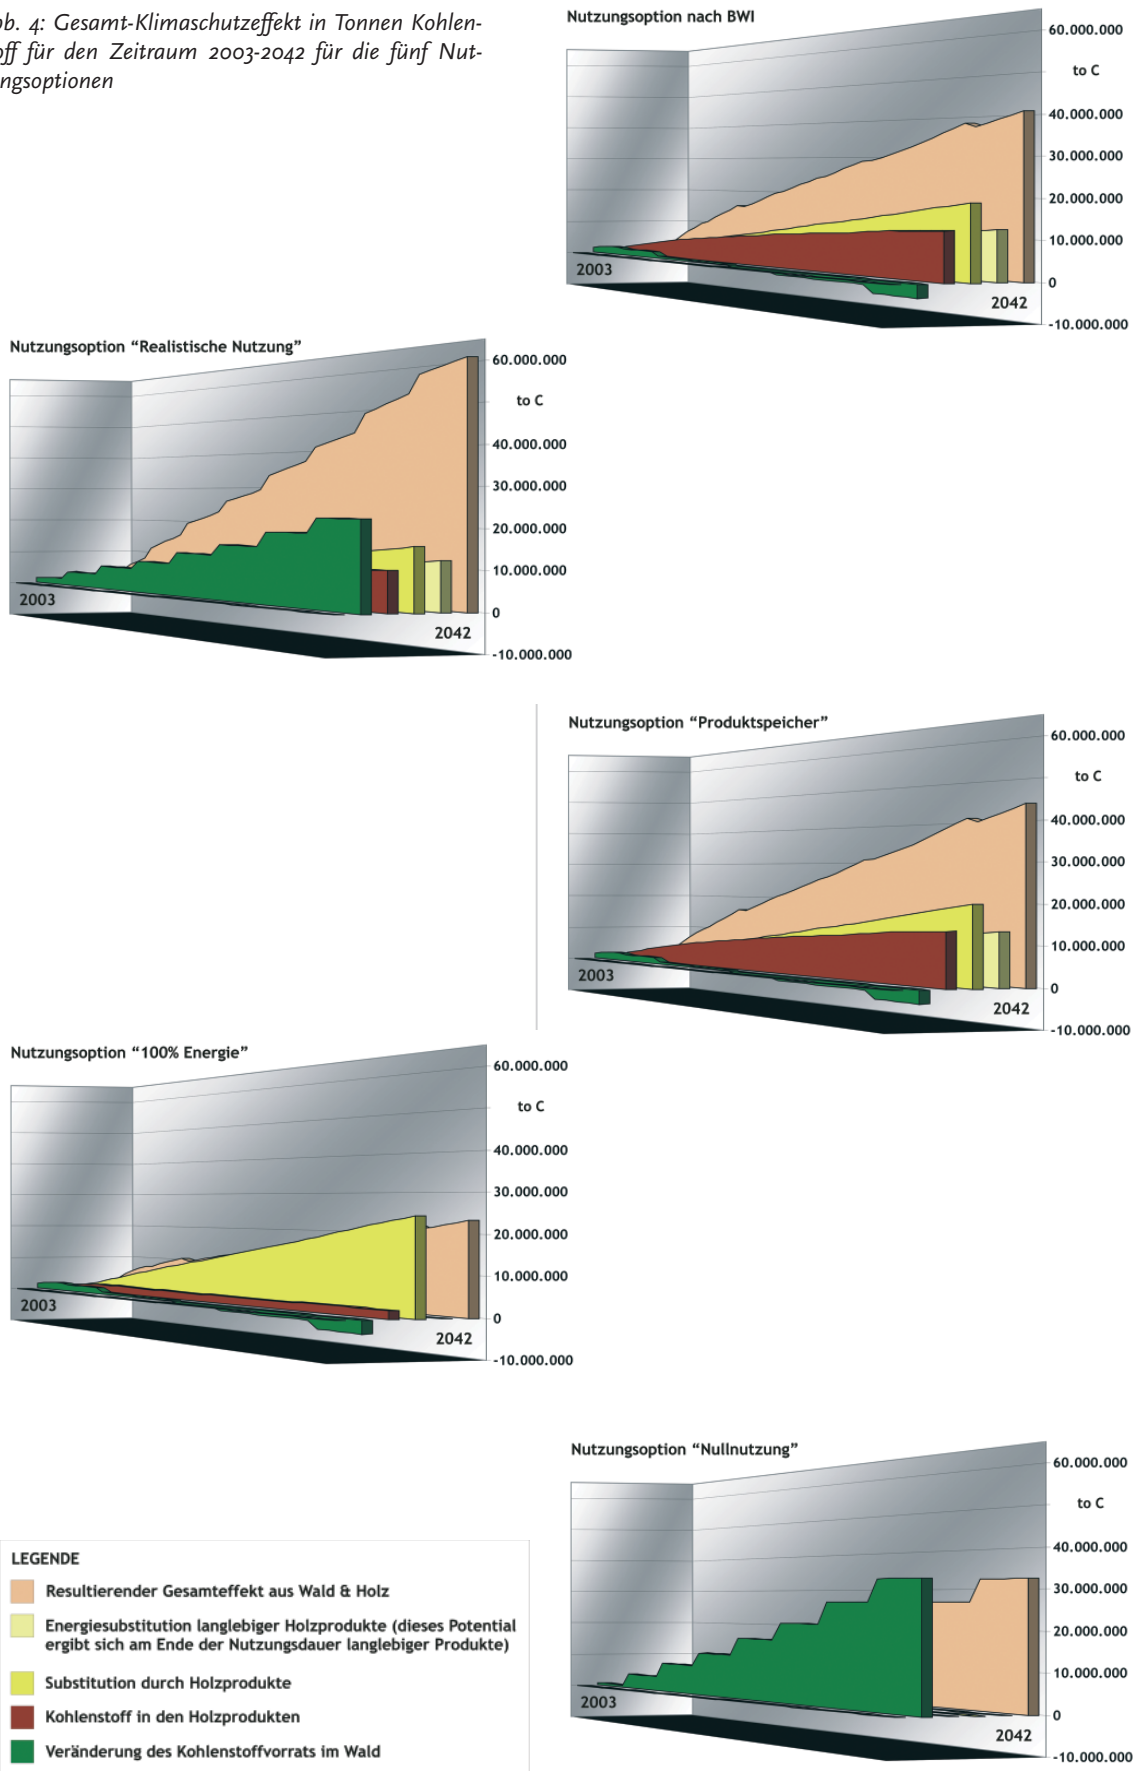 bb. 4: Gesamt-Klimaschutzeffekt in Tonnen Kohlen-
off für den Zeitraum 2003-2042 für die fünf Nut-
ngsoptionen
Nutzungsoption nach BWI
60.000.000
to C
40.000.000
30.000.000
20.000.000
10.000.000
0
-10.000.000
2003
2042
Nutzungsoption “Realistische Nutzung”
60.000.000
to C
40.000.000
30.000.000
20.000.000
10.000.000
0
-10.000.000
2003
2042
Nutzungsoption “Produktspeicher”
60.000.000
to C
40.000.000
30.000.000
20.000.000
10.000.000
0
-10.000.000
2003
2042
Nutzungsoption “100% Energie”
60.000.000
to C
40.000.000
30.000.000
20.000.000
10.000.000
0
-10.000.000
2003
2042
Nutzungsoption “Nullnutzung”
60.000.000
to C
40.000.000
30.000.000
20.000.000
10.000.000
0
-10.000.000
2003
2042
LEGENDE
Resultierender Gesamteffekt aus Wald & Holz
Energiesubstitution langlebiger Holzprodukte (dieses Potential
ergibt sich am Ende der Nutzungsdauer langlebiger Produkte)
Substitution durch Holzprodukte
Kohlenstoff in den Holzprodukten
Veränderung des Kohlenstoffvorrats im Wald